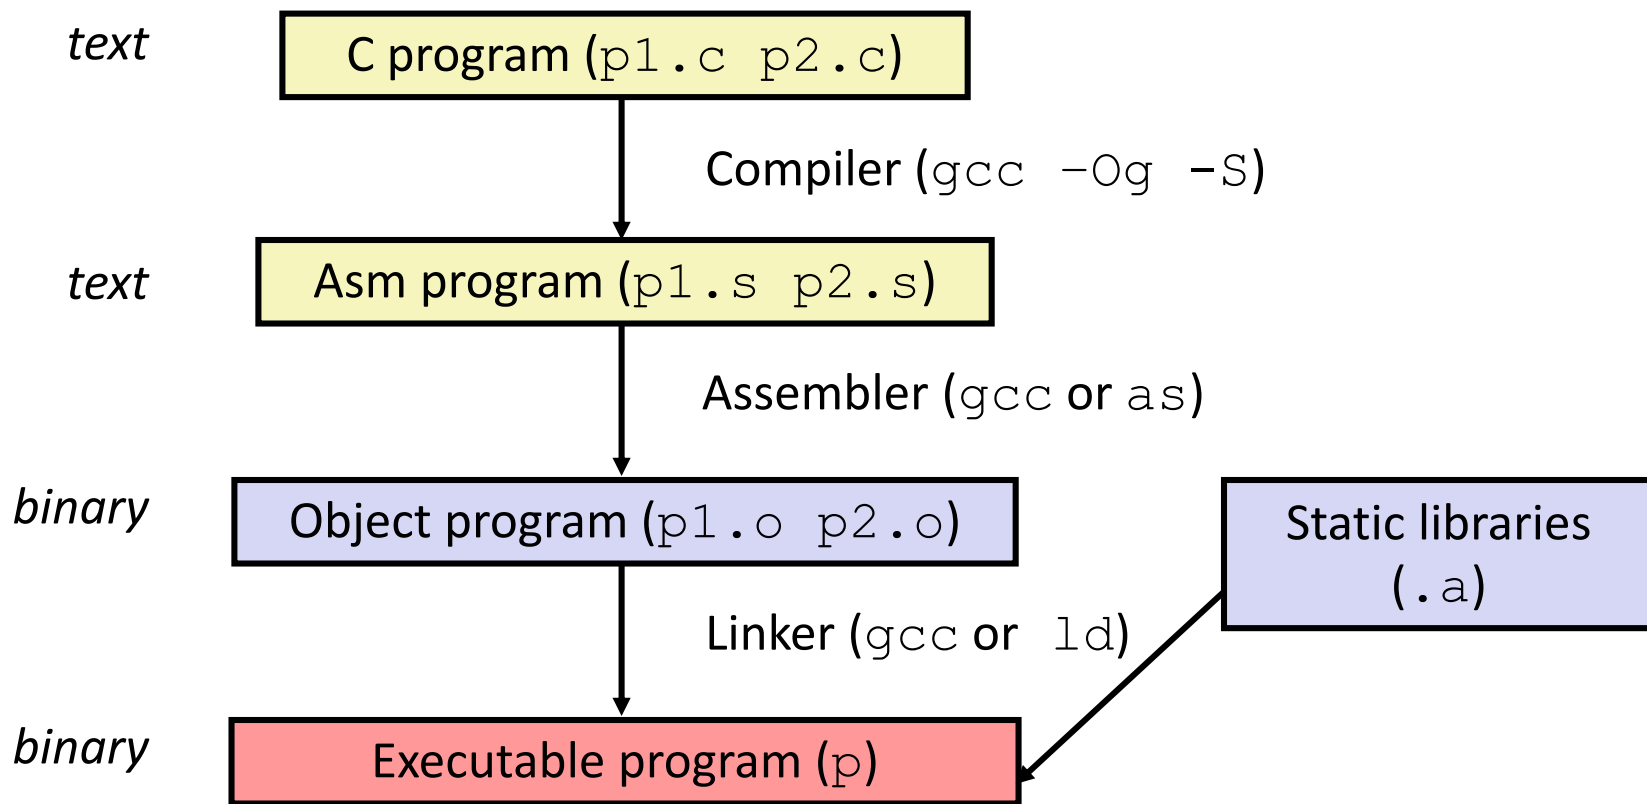 text
C program (p1.c p2.c)
Compiler (gcc –Og -S)
text
Asm program (p1.s p2.s)
Assembler (gcc or as)
binary
Object program (p1.o p2.o)
Static libraries
(.a)
Linker (gcc or ld)
binary
Executable program (p)